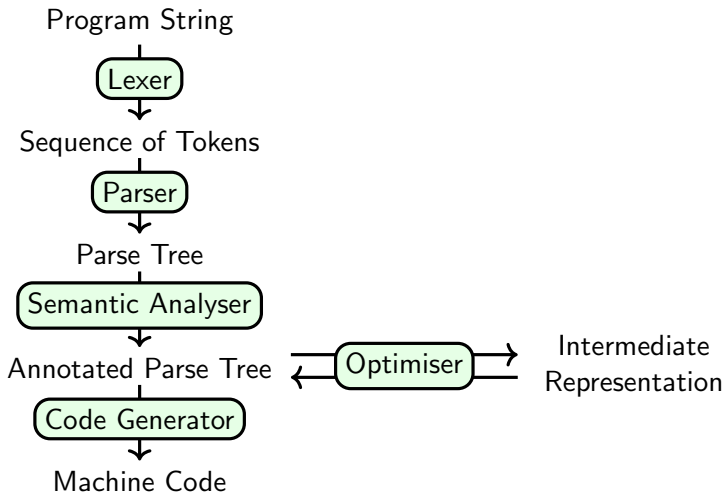 Program String
Lexer
Sequence of Tokens
Parser
Parse Tree
Semantic Analyser
Annotated Parse Tree
Optimiser
Intermediate
Representation
Code Generator
Machine Code